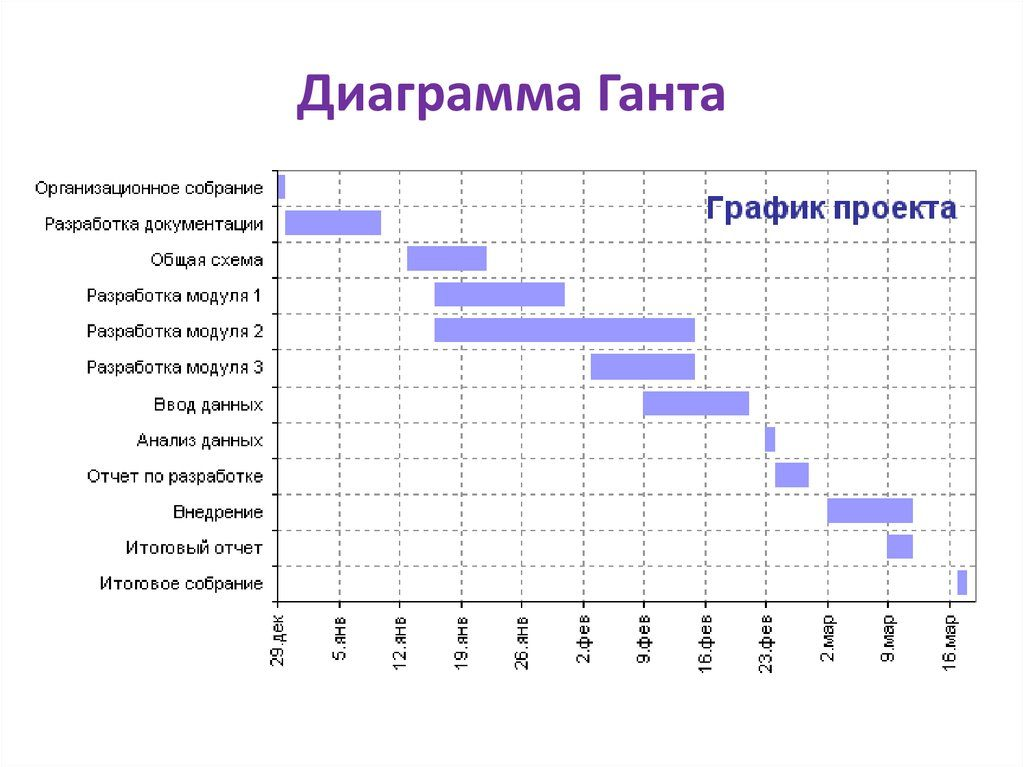 Диаграмма Ганта
График проекта
Организационное собрание
Разработка документации
Общая схема
Разработка модуля 1
Разработка модуля 2
Разработка модуля 3
Ввод данных
Анализ данных
Отчет по разработке
Внедрение
Итоговый отчет
Итоговое собрание
29.дек
5.янв
12.янв
19.янв
26.янв
2.фев
9.фев
16.фев
23.фев
2.мар
9.мар
16.мар